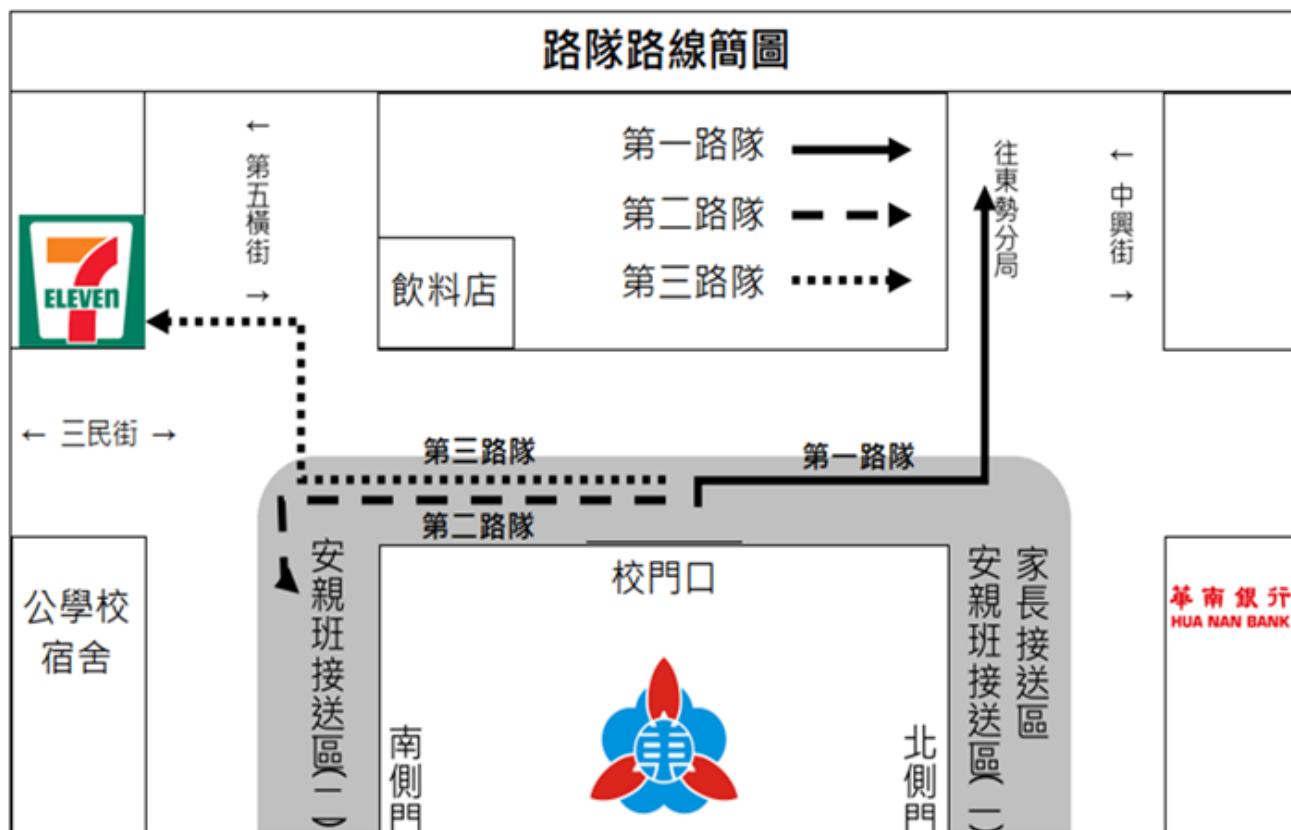 路隊路線簡圖
第一路隊
第二路隊
第三路隊
← 第五橫街 →
往東勢分局
← 中興街 →
7
ELEVEN
飲料店
← 三民街 →
第三路隊
第一路隊
第二路隊
校門口
公學校
宿舍
安親班接送區(二)
南側門
東
北側門
安親班接送區(一)
家長接送區
華南銀行
HUA NAN BANK